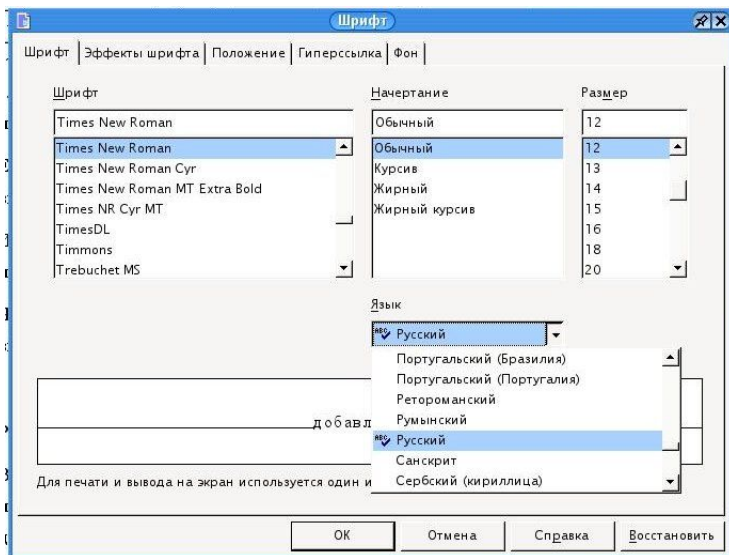 Шрифт
Шрифт Эффекты шрифта Положение Гиперссылка Фон
Шрифт Начертание Размер
Times New Roman Обычный 12
Times New Roman Обычный 12
Times New Roman Cyr Курсив 13
Times New Roman MT Extra Bold Жирный 14
Times NR Cyr MT Жирный курсив 15
TimesDL 16
Timmons 18
Trebuchet MS 20
Язык
ABC Русский
Португальский (Бразилия)
Португальский (Португалия)
Ретороманский
Румынский
добавл
ABC Русский
Санскрит
Сербский (кириллица)
Для печати и вывода на экран используется один и
OK Отмена Справка Восстановить